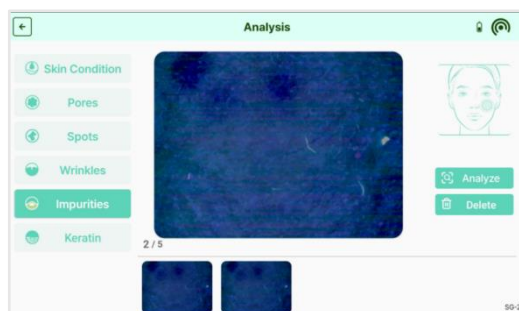 Analysis
Skin Condition
Pores
Spots
Wrinkles
Impurities
Keratin
2 / 5
Analyze
Delete